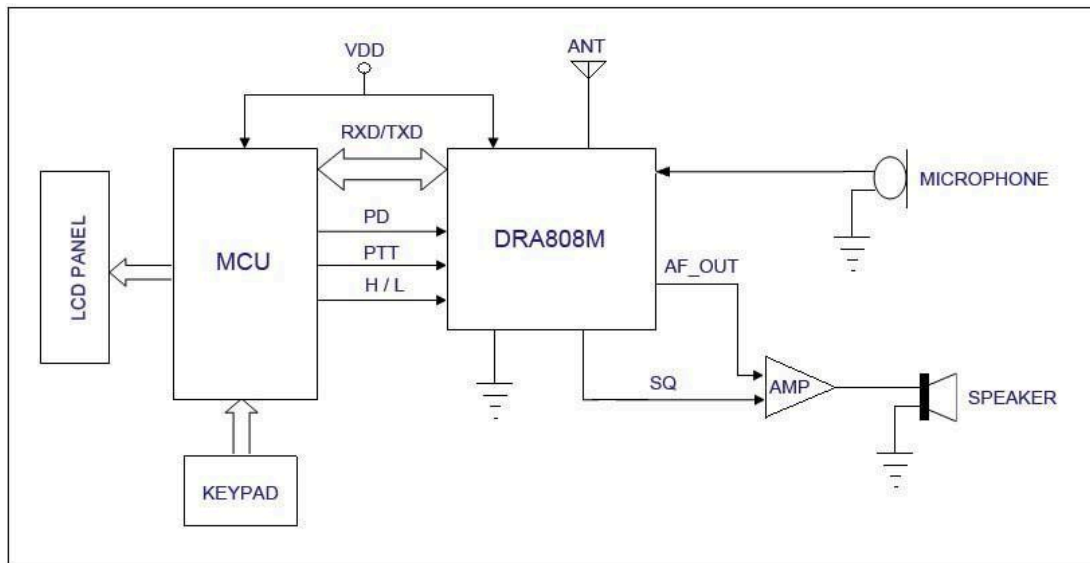 VDD
ANT
RXD/TXD
MICROPHONE
PD
DRA808M
PTT
MCU
LCD PANEL
AF_OUT
H / L
SQ
AMP
SPEAKER
KEYPAD